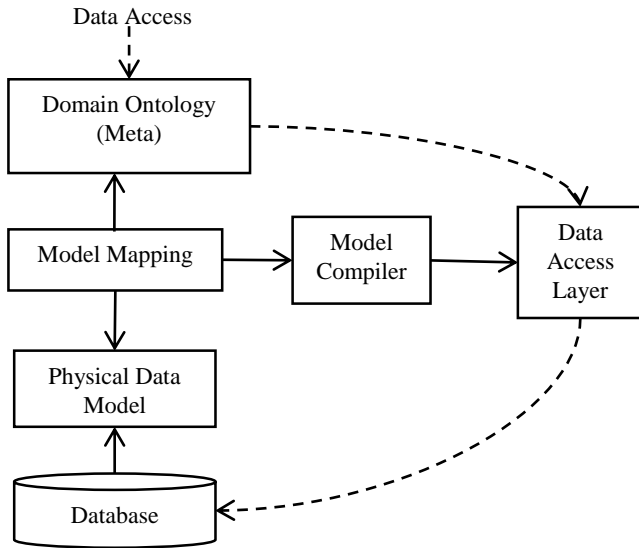 Data Access
Domain Ontology
(Meta)
Model Mapping
Model
Compiler
Data
Access
Layer
Physical Data
Model
Database